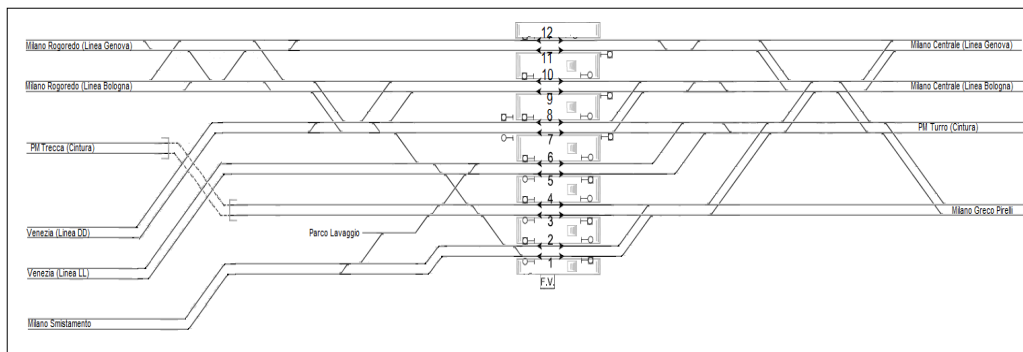 12
Milano Rogoredo (Linea Genova)
Milano Centrale (Linea Genova)
11
10
Milano Rogoredo (Linea Bologna)
Milano Centrale (Linea Bologna)
9
8
PM Turro (Cintura)
7
PM Trecca (Cintura)
6
5
4
Milano Greco Pirelli
3
Venezia (Linea DD)
Parco Lavaggio
2
1
Venezia (Linea LL)
F.V.
Milano Smistamento